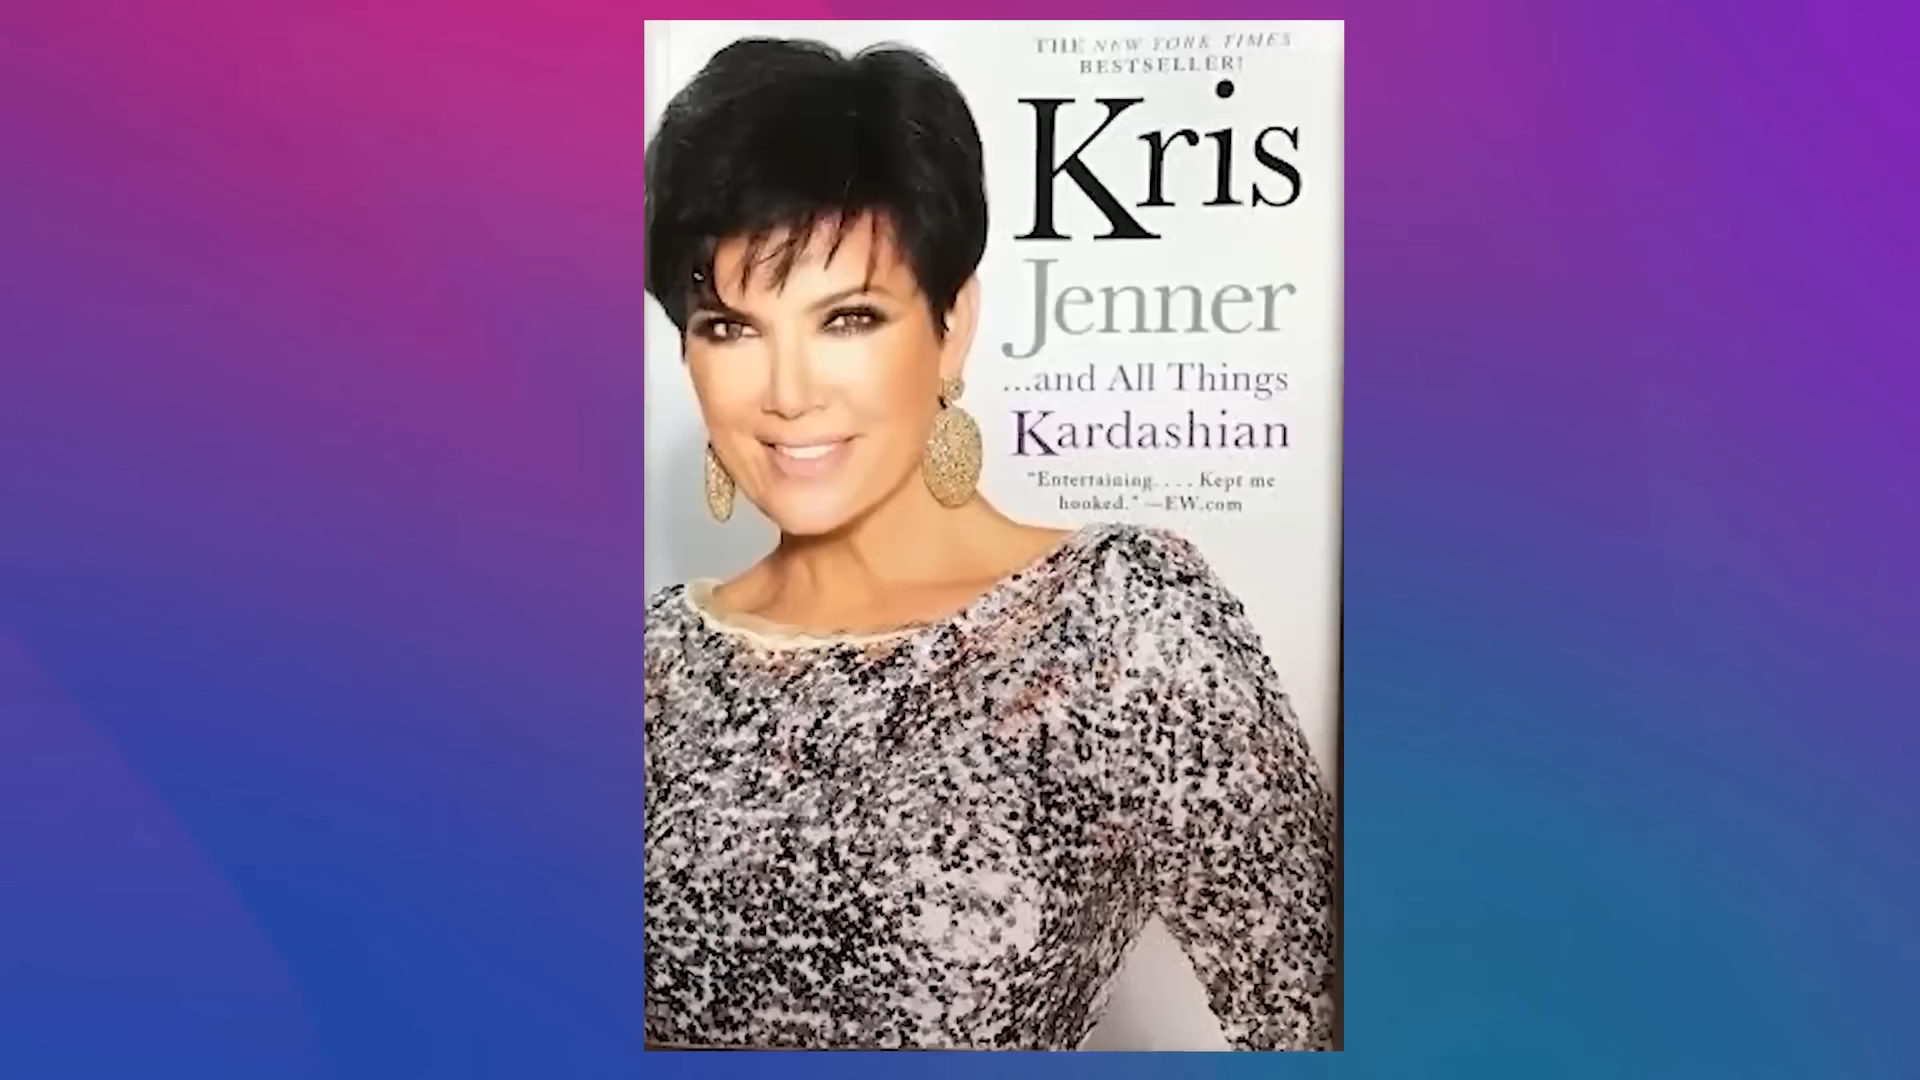 THE NEW YORK TIMES
BESTSELLER!
Kris
Jenner
...and All Things
Kardashian
"Entertaining.... Kept me
hooked." —EW.com